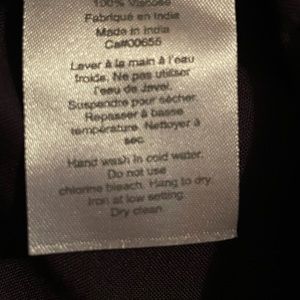 100% Viscose
Fabriqué en Inde
Made in India
Ca#00655
Laver à la main à l'eau
froide. Ne pas utiliser
l'eau de Javel.
Suspendre pour sécher.
Repasser à basse
température. Nettoyer à
sec.
Hand wash in cold water.
Do not use
chlorine bleach. Hang to dry.
Iron at low setting.
Dry clean.